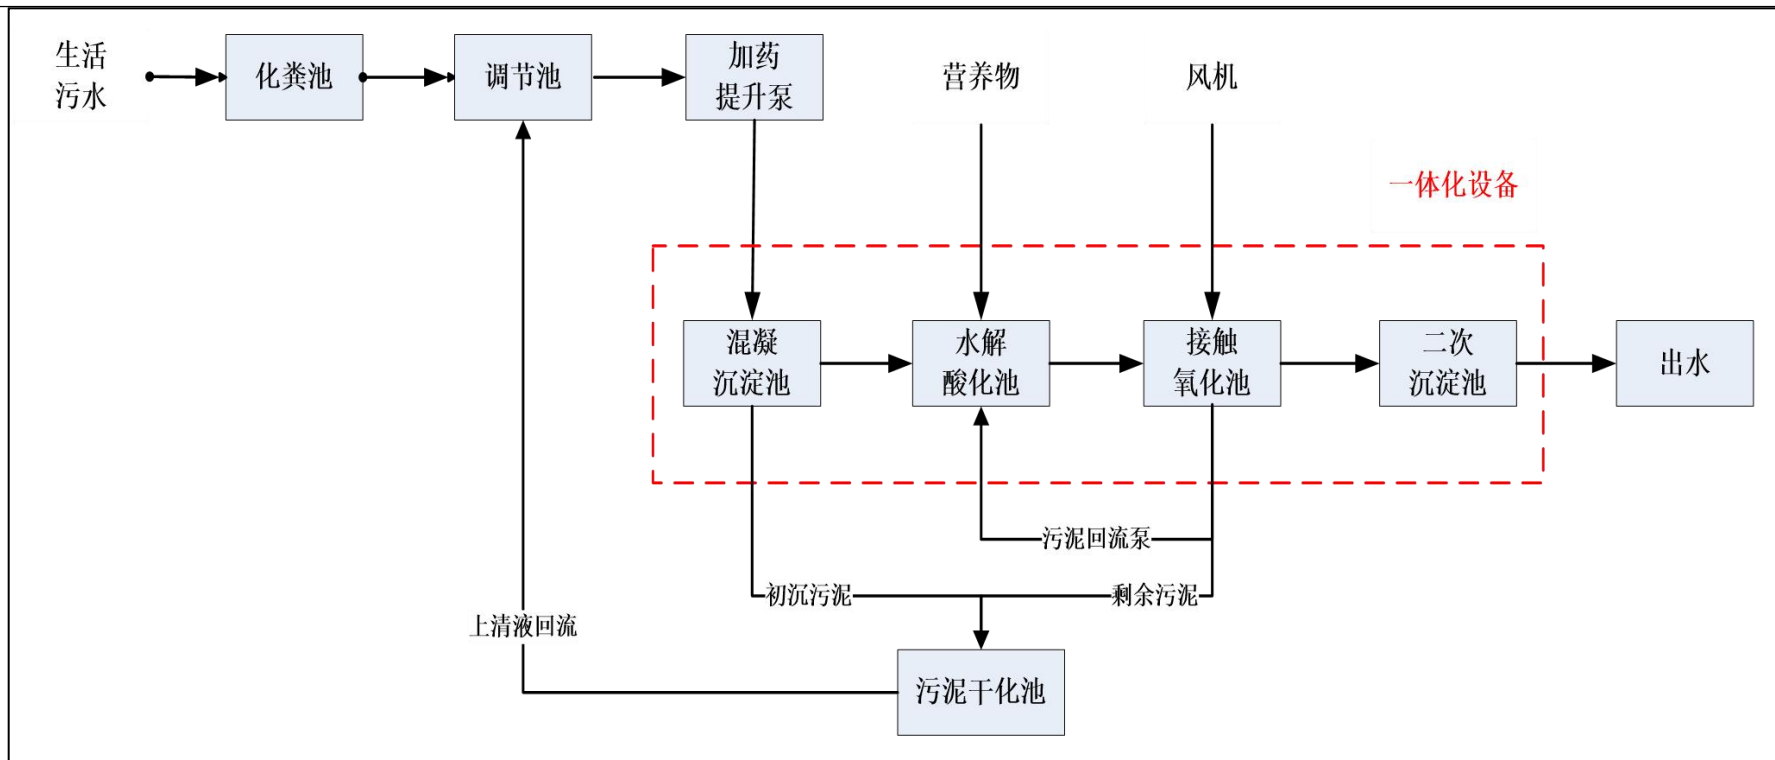 生活
污水
化粪池
调节池
加药
提升泵
营养物
风机
一体化设备
混凝
沉淀池
水解
酸化池
接触
氧化池
二次
沉淀池
出水
污泥回流泵
初沉污泥
剩余污泥
上清液回流
污泥干化池